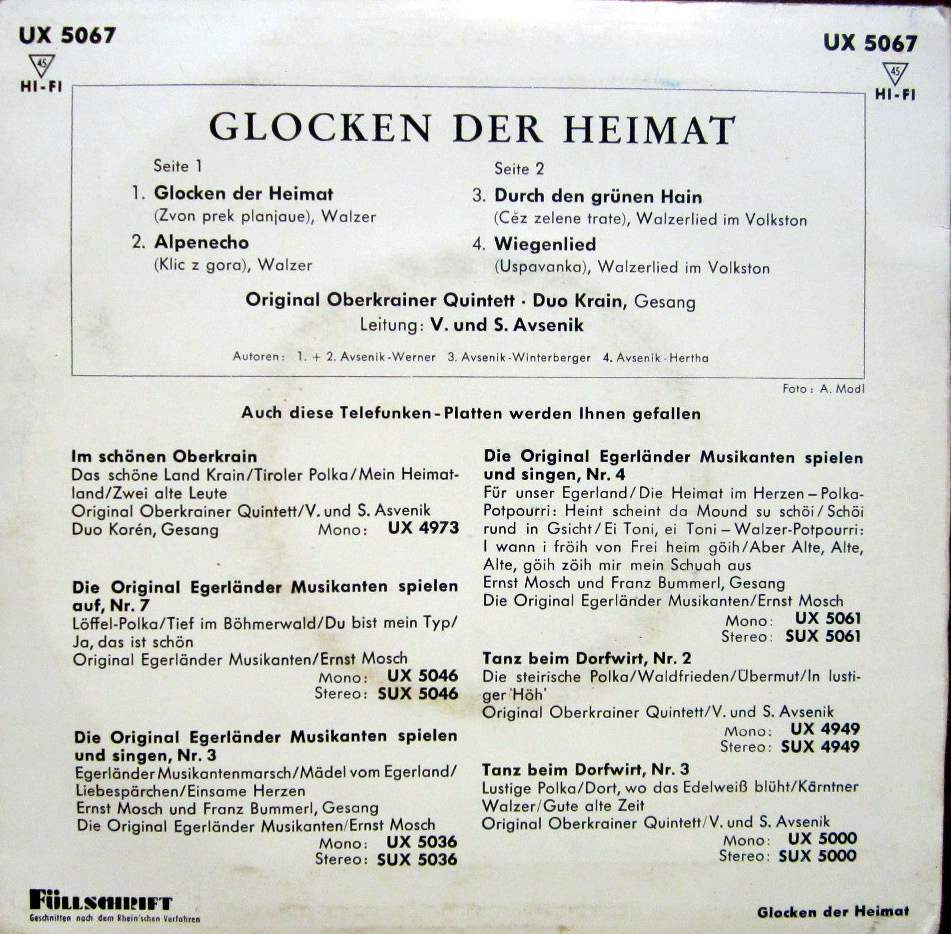 UX 5067
45
HI-FI
UX 5067
45
HI-FI
GLOCKEN DER HEIMAT
Seite 1
1. Glocken der Heimat
(Zvon prek planjaue), Walzer
2. Alpenecho
(Klic z gora), Walzer
Seite 2
3. Durch den grünen Hain
(Cěz zelene trate), Walzerlied im Volkston
4. Wiegenlied
(Uspavanka), Walzerlied im Volkston
Original Oberkrainer Quintett · Duo Krain, Gesang
Leitung: V. und S. Avsenik
Autoren: 1. + 2. Avsenik-Werner 3. Avsenik-Winterberger 4. Avsenik-Hertha
Foto: A. Modl
Auch diese Telefunken-Platten werden Ihnen gefallen
Im schönen Oberkrain
Das schöne Land Krain/Tiroler Polka/Mein Heimat-
land/Zwei alte Leute
Original Oberkrainer Quintett/V. und S. Asvenik
Duo Korén, Gesang Mono: UX 4973
Die Original Egerländer Musikanten spielen
auf, Nr. 7
Löffel-Polka/Tief im Böhmerwald/Du bist mein Typ/
Ja, das ist schön
Original Egerländer Musikanten/Ernst Mosch
Mono: UX 5046
Stereo: SUX 5046
Die Original Egerländer Musikanten spielen
und singen, Nr. 3
Egerländer Musikantenmarsch/Mädel vom Egerland/
Liebespärchen/Einsame Herzen
Ernst Mosch und Franz Bummerl, Gesang
Die Original Egerländer Musikanten/Ernst Mosch
Mono: UX 5036
Stereo: SUX 5036
Die Original Egerländer Musikanten spielen
und singen, Nr. 4
Für unser Egerland/Die Heimat im Herzen – Polka-
Potpourri: Heint scheint da Mound su schöi/Schöi
rund in Gsicht/Ei Toni, ei Toni – Walzer-Potpourri:
I wann i fröih von Frei heim göih/Aber Alte, Alte,
Alte, göih zöih mir mein Schuah aus
Ernst Mosch und Franz Bummerl, Gesang
Die Original Egerländer Musikanten/Ernst Mosch
Mono: UX 5061
Stereo: SUX 5061
Tanz beim Dorfwirt, Nr. 2
Die steirische Polka/Waldfrieden/Übermut/In lusti-
ger 'Höh'
Original Oberkrainer Quintett/V. und S. Avsenik
Mono: UX 4949
Stereo: SUX 4949
Tanz beim Dorfwirt, Nr. 3
Lustige Polka/Dort, wo das Edelweiß blüht/Kärntner
Walzer/Gute alte Zeit
Original Oberkrainer Quintett/V. und S. Avsenik
Mono: UX 5000
Stereo: SUX 5000
FÜLLSCHRIFT
Geschnitten nach dem Rhein'schen Verfahren
Glocken der Heimat